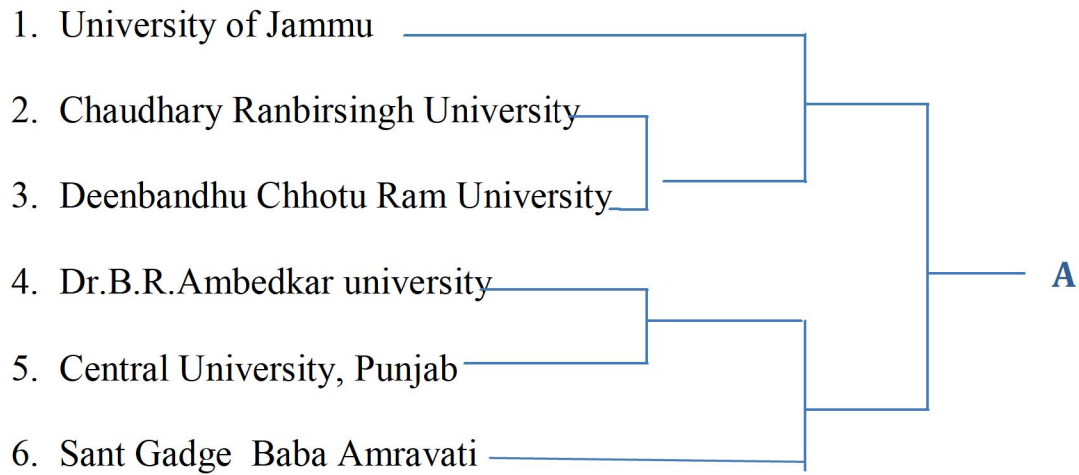 1. University of Jammu
2. Chaudhary Ranbirsingh University
3. Deenbandhu Chhotu Ram University
4. Dr.B.R.Ambedkar university
A
5. Central University, Punjab
6. Sant Gadge Baba Amravati